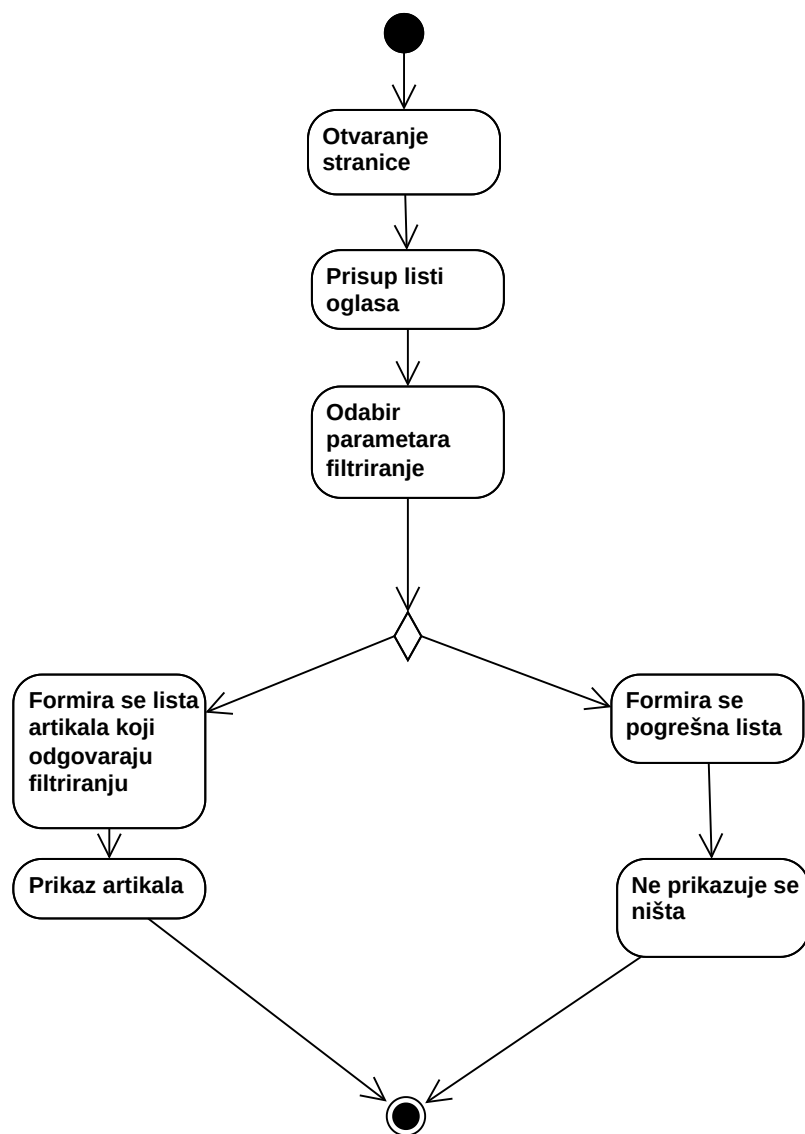 Otvaranje
stranice
Prisup listi
oglasa
Odabir
parametara
filtriranje
Formira se lista
artikala koji
odgovaraju
filtriranju
Formira se
pogrešna lista
Prikaz artikala
Ne prikazuje se
ništa